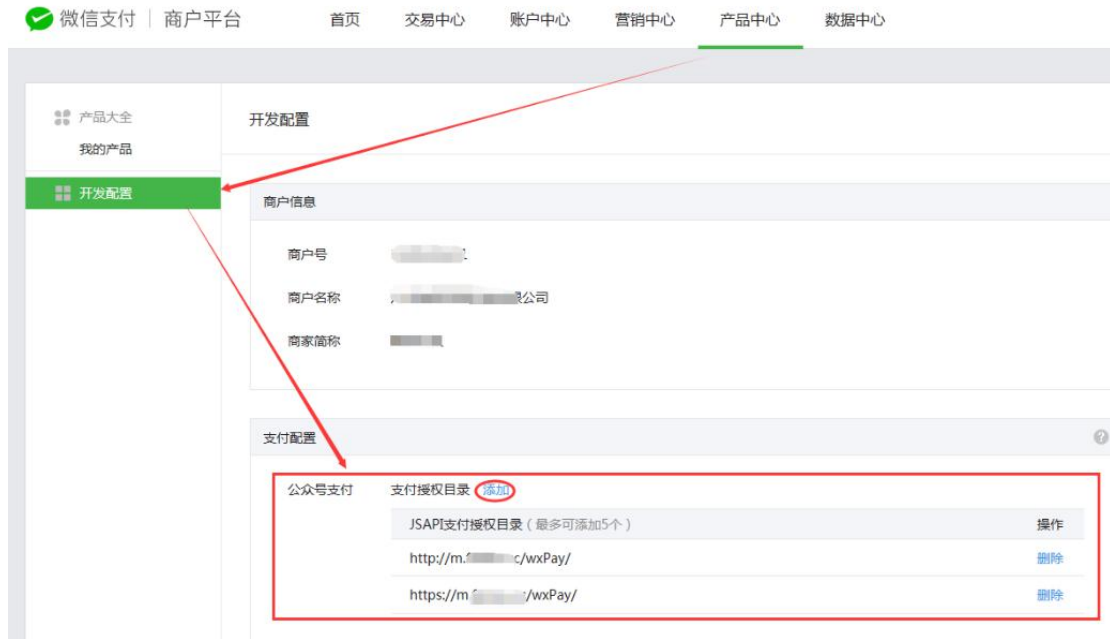 微信支付 | 商户平台 首页 交易中心 账户中心 营销中心 产品中心 数据中心
产品大全
我的产品
开发配置
开发配置
商户信息
商户号
商户名称 公司
商家简称
支付配置
公众号支付 支付授权目录 添加
JSAPI支付授权目录（最多可添加5个） 操作
http://m. c/wxPay/ 删除
https://m /wxPay/ 删除